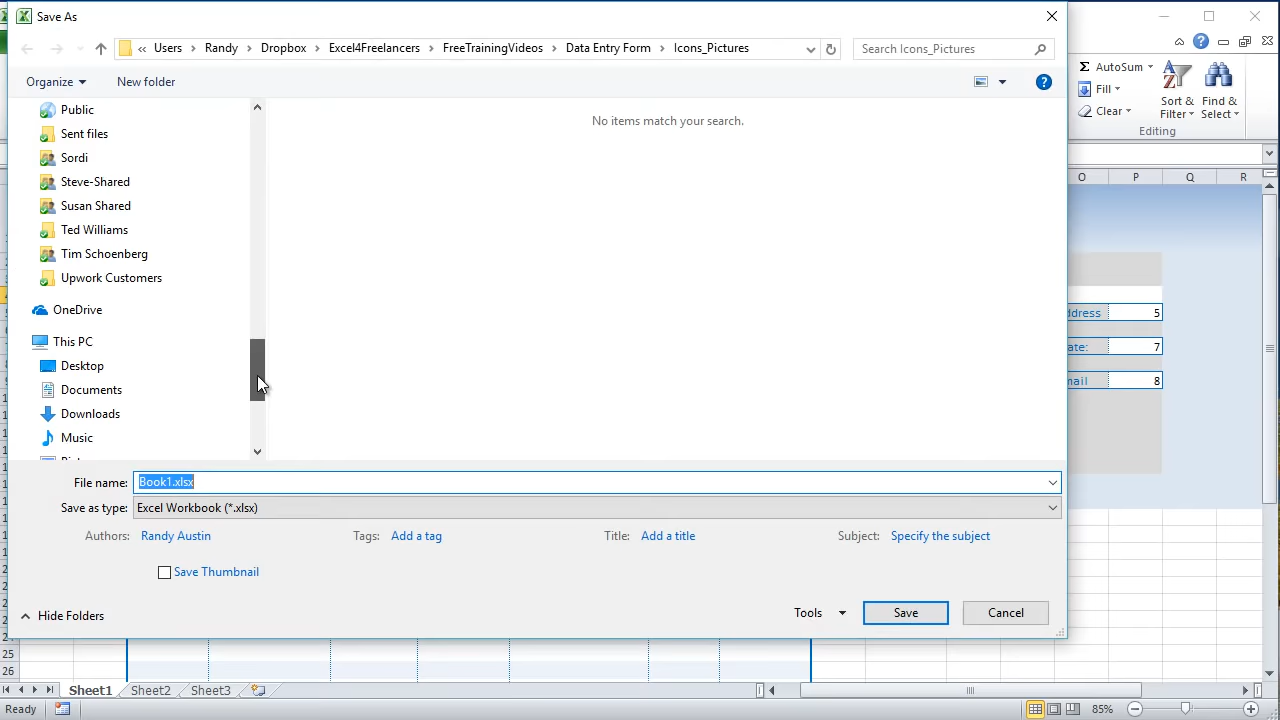 Save As
« Users > Randy > Dropbox > Excel4Freelancers > FreeTrainingVideos > Data Entry Form > Icons_Pictures
Search Icons_Pictures
Organize
New folder
Public
Sent files
Sordi
Steve-Shared
Susan Shared
Ted Williams
Tim Schoenberg
Upwork Customers
OneDrive
This PC
Desktop
Documents
Downloads
Music
No items match your search.
File name: Book1.xlsx
Save as type: Excel Workbook (*.xlsx)
Authors: Randy Austin
Tags: Add a tag
Title: Add a title
Subject: Specify the subject
Save Thumbnail
Hide Folders
Tools
Save
Cancel
Σ AutoSum
Fill
Clear
Sort & Filter
Find & Select
Editing
O P Q R
ddress 5
ate: 7
mail 8
25
26
Sheet1 Sheet2 Sheet3
Ready
85%